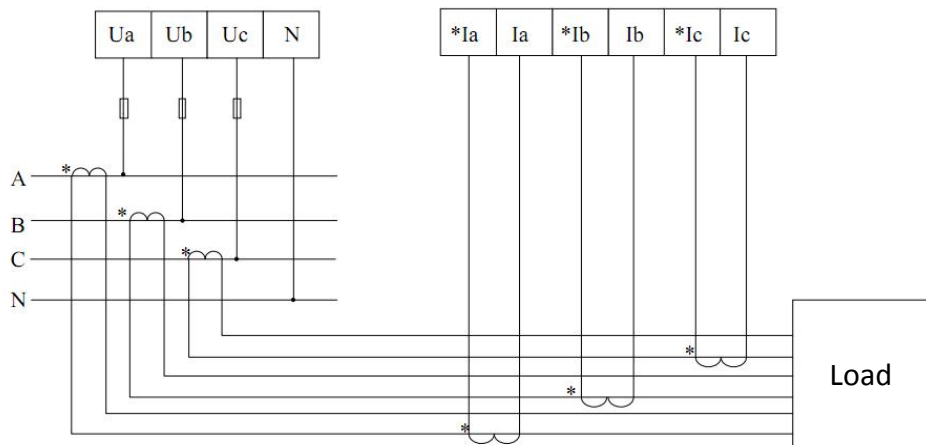 Ua Ub Uc N
*Ia Ia *Ib Ib *Ic Ic
* A
* B
* C
N
*
*
*
Load